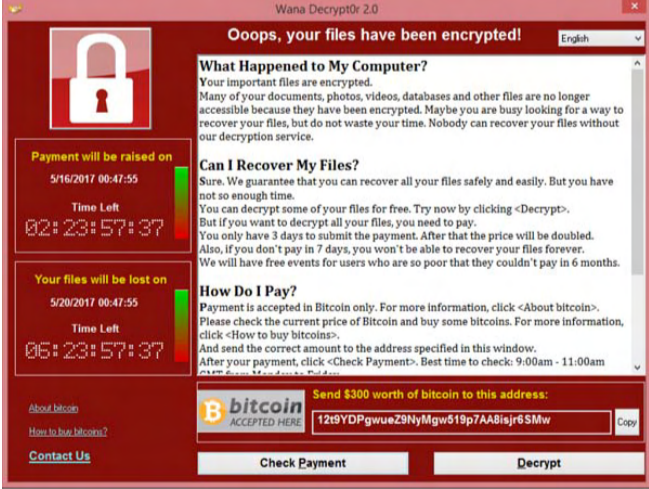 Wana Decrypt0r 2.0
Ooops, your files have been encrypted!
English
What Happened to My Computer?
Your important files are encrypted.
Many of your documents, photos, videos, databases and other files are no longer
accessible because they have been encrypted. Maybe you are busy looking for a way to
recover your files, but do not waste your time. Nobody can recover your files without
our decryption service.
Can I Recover My Files?
Sure. We guarantee that you can recover all your files safely and easily. But you have
not so enough time.
You can decrypt some of your files for free. Try now by clicking <Decrypt>.
But if you want to decrypt all your files, you need to pay.
You only have 3 days to submit the payment. After that the price will be doubled.
Also, if you don't pay in 7 days, you won't be able to recover your files forever.
We will have free events for users who are so poor that they couldn't pay in 6 months.
How Do I Pay?
Payment is accepted in Bitcoin only. For more information, click <About bitcoin>.
Please check the current price of Bitcoin and buy some bitcoins. For more information,
click <How to buy bitcoins>.
And send the correct amount to the address specified in this window.
After your payment, click <Check Payment>. Best time to check: 9:00am - 11:00am
GMT from Monday to Friday.
Payment will be raised on
5/16/2017 00:47:55
Time Left
02:23:57:37
Your files will be lost on
5/20/2017 00:47:55
Time Left
06:23:57:37
About bitcoin
How to buy bitcoins?
Contact Us
bitcoin
ACCEPTED HERE
Send $300 worth of bitcoin to this address:
12t9YDPgwueZ9NyMgw519p7AA8isjr6SMw
Copy
Check Payment
Decrypt